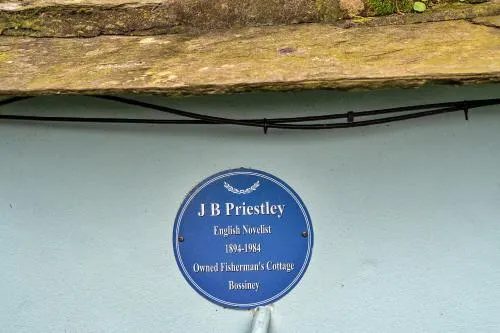 J B Priestley
English Novelist
1894-1984
Owned Fisherman's Cottage
Bossiney